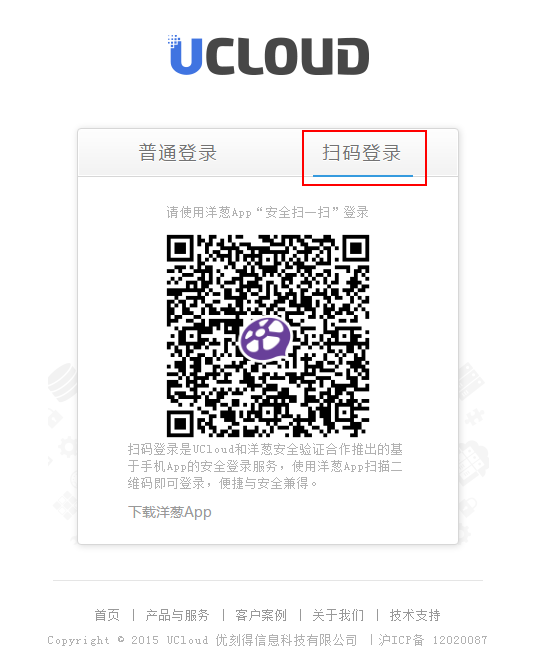 UCLOUD
普通登录 扫码登录
请使用洋葱App“安全扫一扫”登录
扫码登录是UCloud和洋葱安全验证合作推出的基
于手机App的安全登录服务，使用洋葱App扫描二
维码即可登录，便捷与安全兼得。
下载洋葱App
首页 | 产品与服务 | 客户案例 | 关于我们 | 技术支持
Copyright © 2015 UCloud 优刻得信息科技有限公司 |沪ICP备 12020087